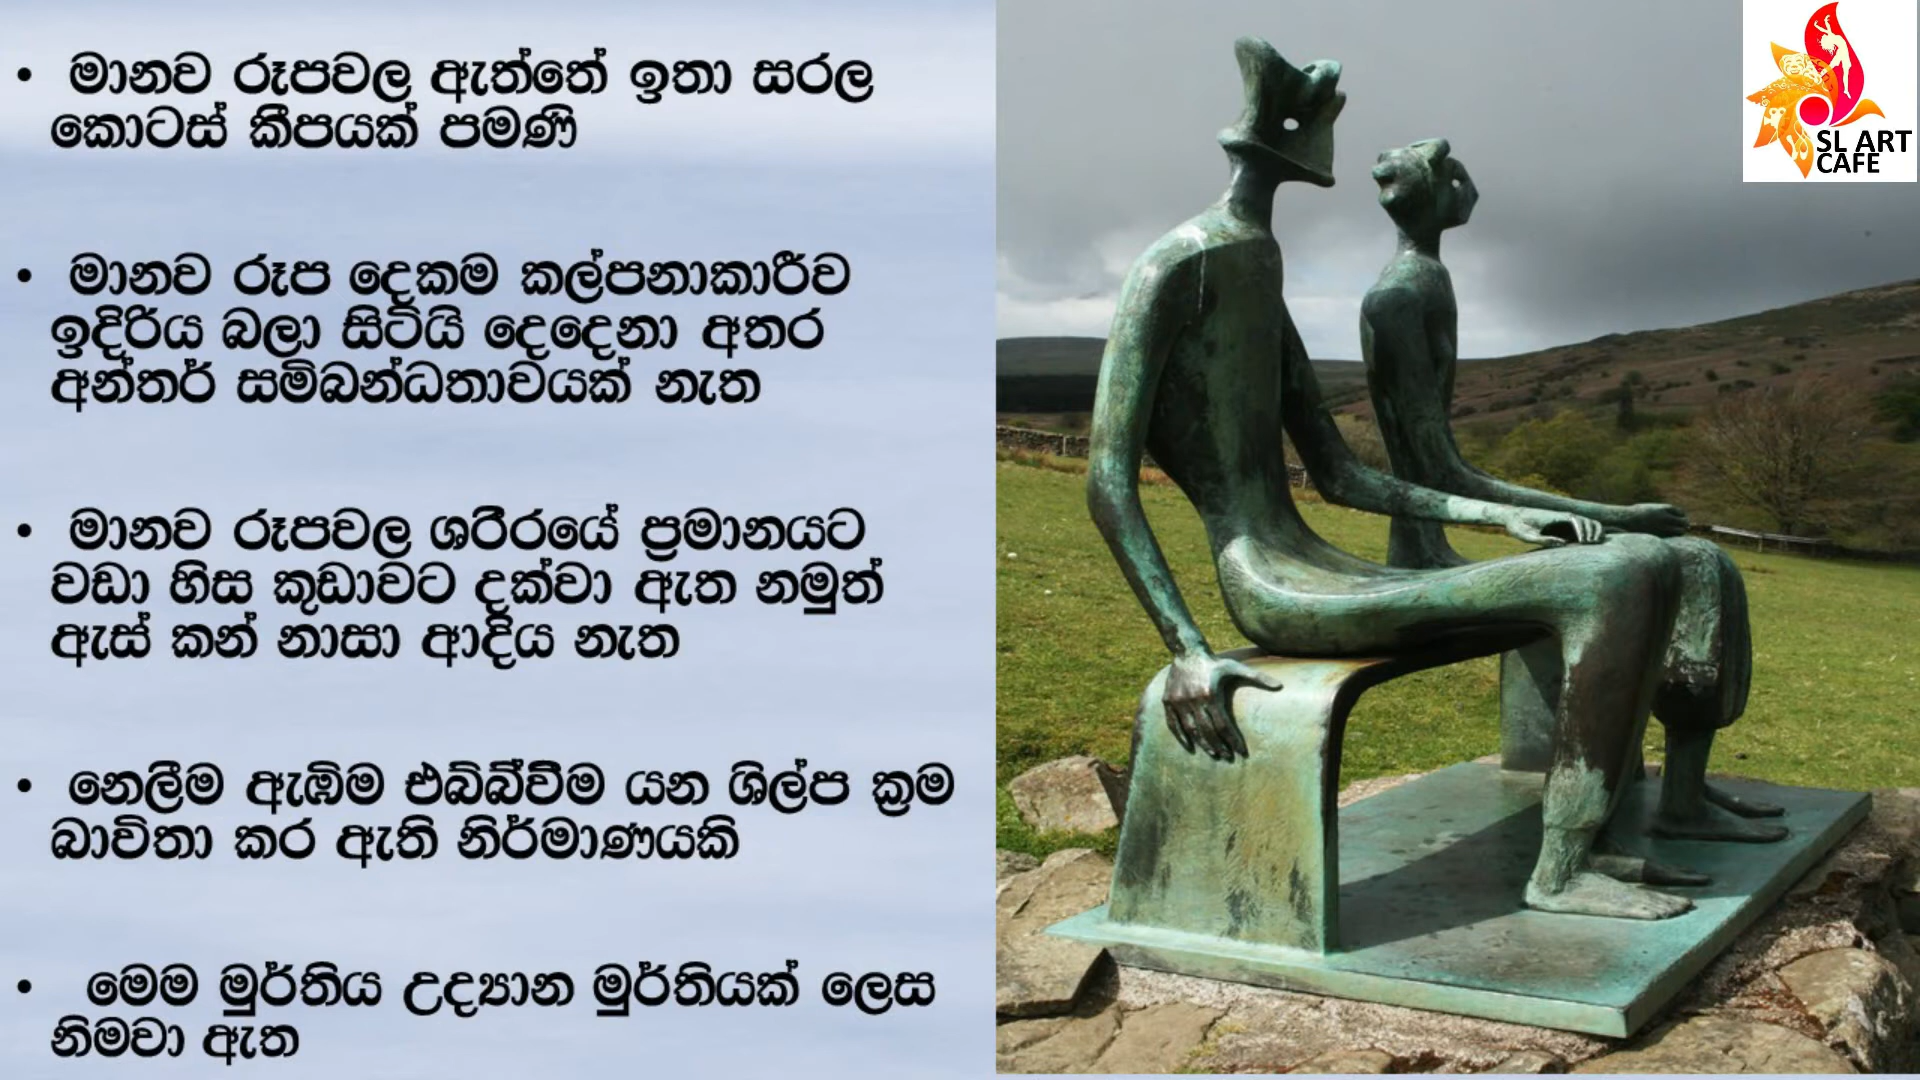 • මානව රූපවල ඇත්තේ ඉතා සරල
කොටස් කීපයක් පමණි
• මානව රූප දෙකම කල්පනාකාරීව
ඉදිරිය බලා සිටියි දෙදෙනා අතර
අන්තර් සම්බන්ධතාවයක් නැත
• මානව රූපවල ශරීරයේ ප්‍රමානයට
වඩා හිස කුඩාවට දක්වා ඇත නමුත්
ඇස් කන් නාසා ආදිය නැත
• නෙලීම ඇඹීම එබ්බ්වීම යන ශිල්ප ක්‍රම
බාවිතා කර ඇති නිර්මාණයකි
• මෙම මුර්තිය උද්‍යාන මුර්තියක් ලෙස
නිමවා ඇත
SL ART
CAFE